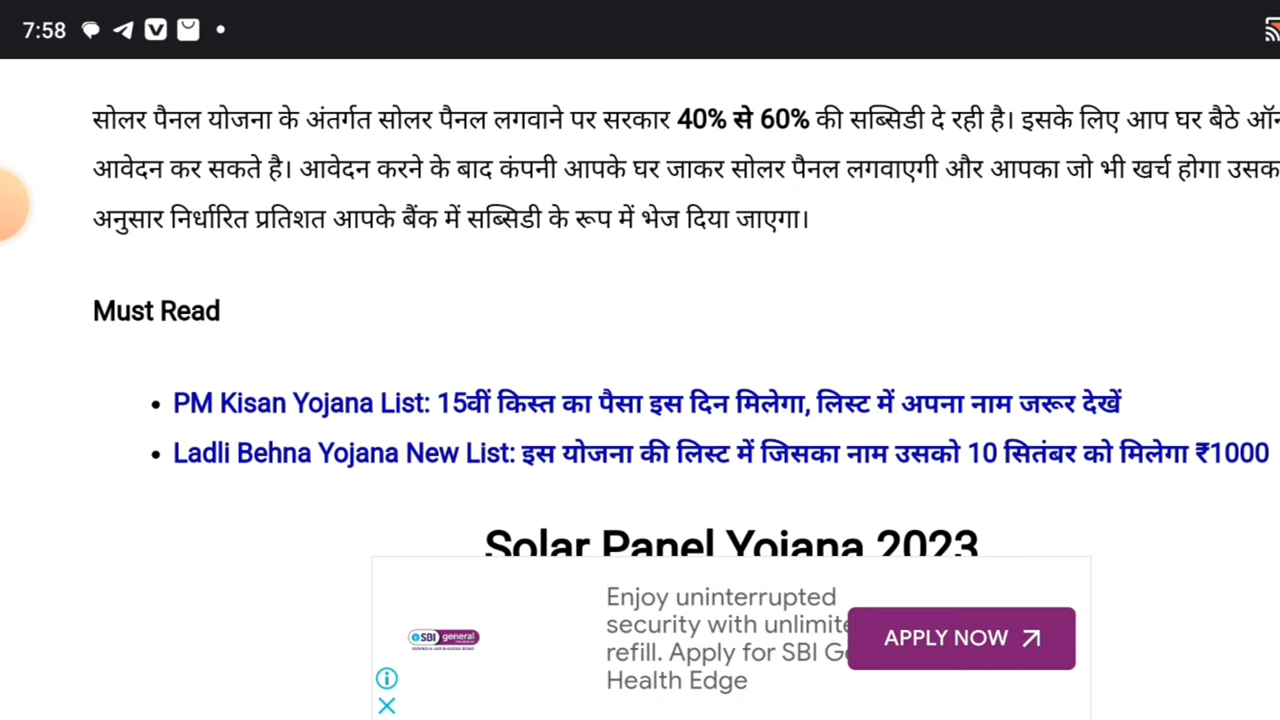 7:58
सोलर पैनल योजना के अंतर्गत सोलर पैनल लगवाने पर सरकार 40% से 60% की सब्सिडी दे रही है। इसके लिए आप घर बैठे
आवेदन कर सकते है। आवेदन करने के बाद कंपनी आपके घर जाकर सोलर पैनल लगवाएगी और आपका जो भी खर्च होगा
अनुसार निर्धारित प्रतिशत आपके बैंक में सब्सिडी के रूप में भेज दिया जाएगा।
Must Read
• PM Kisan Yojana List: 15वीं किस्त का पैसा इस दिन मिलेगा, लिस्ट में अपना नाम जरूर देखें
• Ladli Behna Yojana New List: इस योजना की लिस्ट में जिसका नाम उसको 10 सितंबर को मिलेगा ₹1000
Solar Panel Yojana 2023
Enjoy uninterrupted
security with
refill. Apply for SBI
Health Edge
SBI general
APPLY NOW